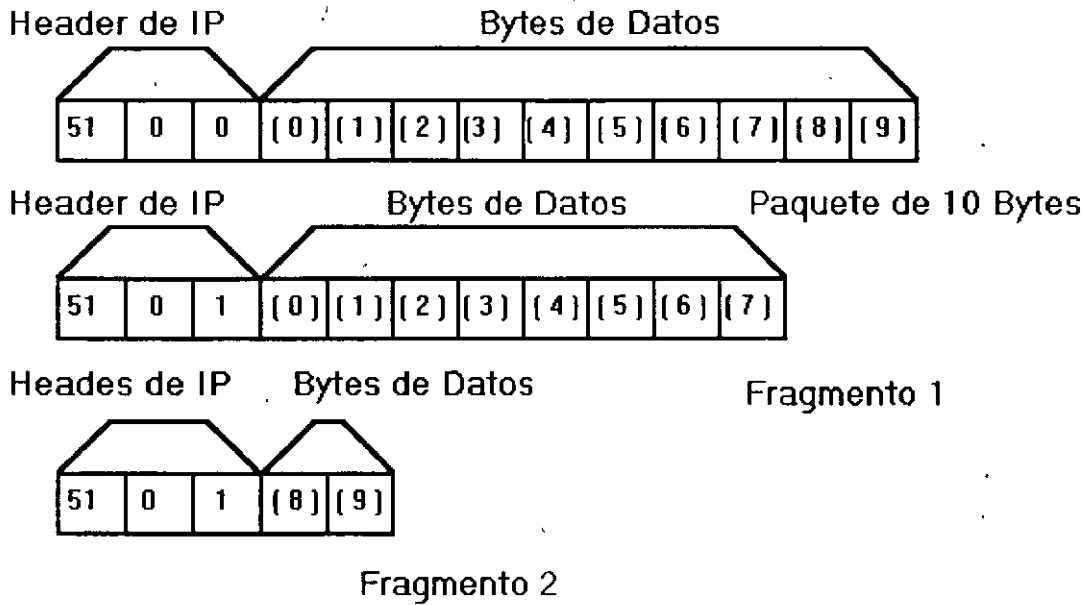 Header de IP Bytes de Datos
51 0 0 (0) (1) (2) (3) (4) (5) (6) (7) (8) (9)
Header de IP Bytes de Datos Paquete de 10 Bytes
51 0 1 (0) (1) (2) (3) (4) (5) (6) (7)
Heades de IP Bytes de Datos Fragmento 1
51 0 1 (8) (9)
Fragmento 2